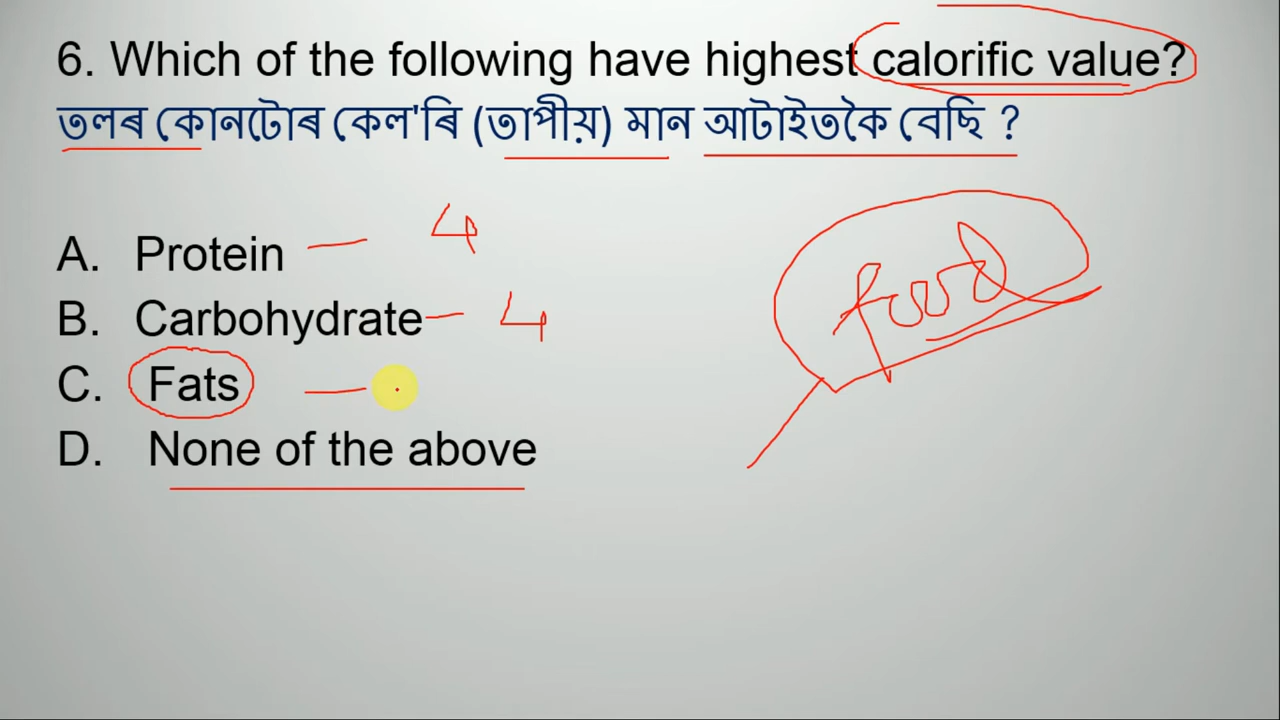 6. Which of the following have highest calorific value?
তলৰ কোনটোৰ কেল'ৰি (তাপীয়) মান আটাইতকৈ বেছি ?
A. Protein — 4
B. Carbohydrate — 4
C. Fats —
D. None of the above
food